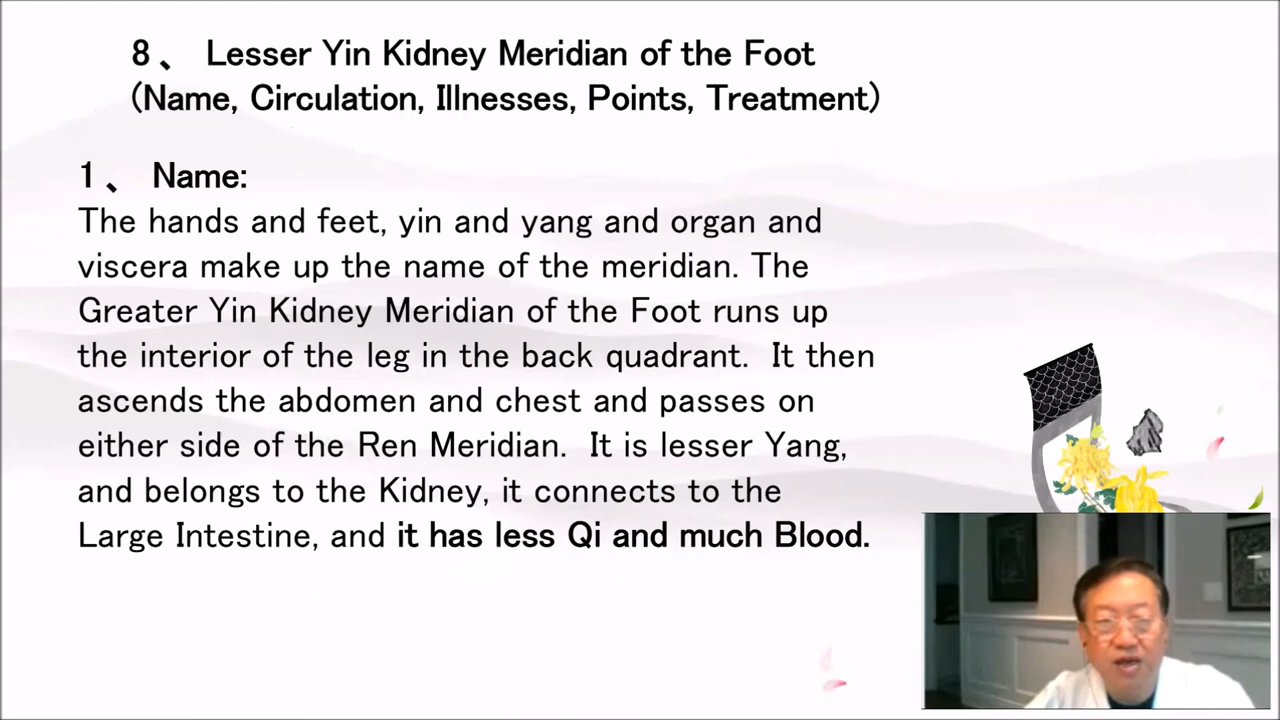 8、 Lesser Yin Kidney Meridian of the Foot
(Name, Circulation, Illnesses, Points, Treatment)
1、 Name:
The hands and feet, yin and yang and organ and
viscera make up the name of the meridian. The
Greater Yin Kidney Meridian of the Foot runs up
the interior of the leg in the back quadrant. It then
ascends the abdomen and chest and passes on
either side of the Ren Meridian. It is lesser Yang,
and belongs to the Kidney, it connects to the
Large Intestine, and it has less Qi and much Blood.